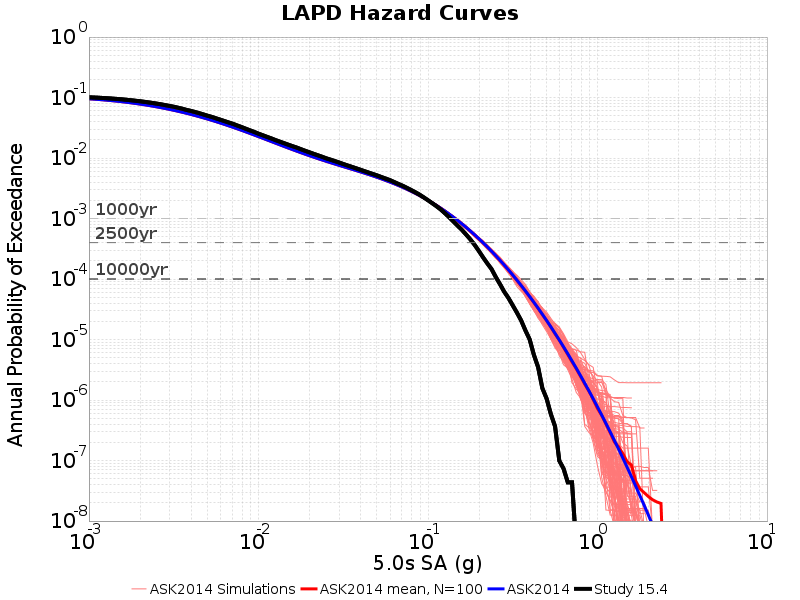 LAPD Hazard Curves
Annual Probability of Exceedance
10^0
10^-1
10^-2
10^-3
10^-4
10^-5
10^-6
10^-7
10^-8
1000yr
2500yr
10000yr
10^-3 10^-2 10^-1 10^0 10^1
5.0s SA (g)
ASK2014 Simulations ASK2014 mean, N=100 ASK2014 Study 15.4